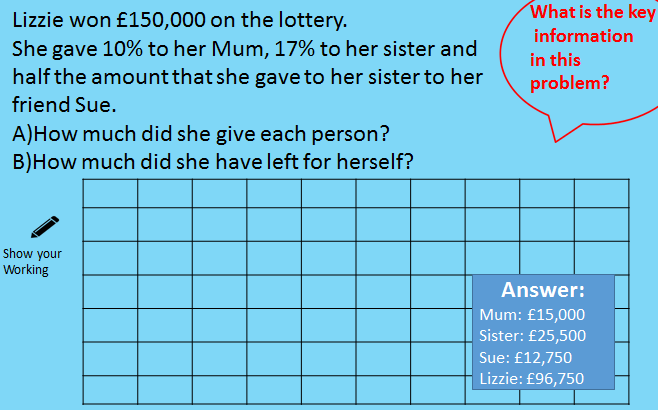 Lizzie won £150,000 on the lottery.
She gave 10% to her Mum, 17% to her sister and
half the amount that she gave to her sister to her
friend Sue.
A)How much did she give each person?
B)How much did she have left for herself?
What is the key
information
in this
problem?
Show your
Working
Answer:
Mum: £15,000
Sister: £25,500
Sue: £12,750
Lizzie: £96,750